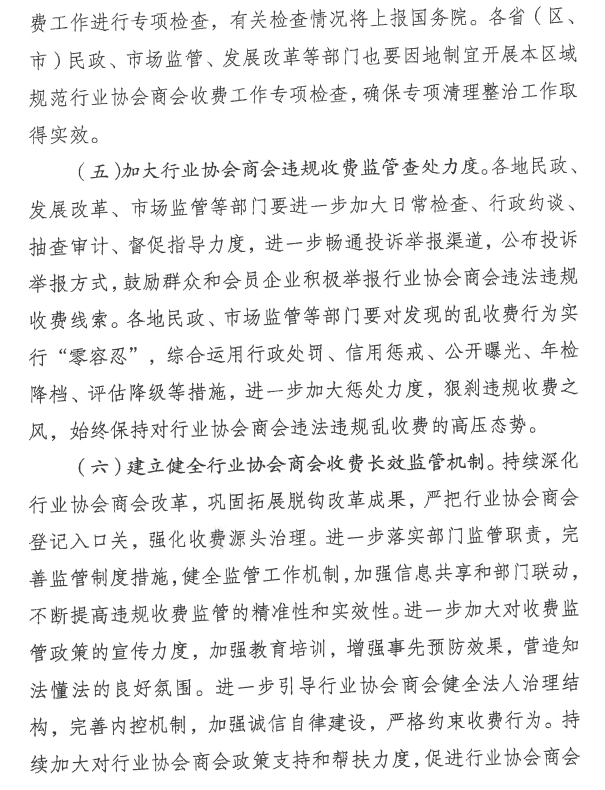 费工作进行专项检查，有关检查情况将上报国务院。各省（区、
市）民政、市场监管、发展改革等部门也要因地制宜开展本区域
规范行业协会商会收费工作专项检查，确保专项清理整治工作取
得实效。
（五）加大行业协会商会违规收费监管查处力度。各地民政、
发展改革、市场监管等部门要进一步加大日常检查、行政约谈、
抽查审计、督促指导力度，进一步畅通投诉举报渠道，公布投诉
举报方式，鼓励群众和会员企业积极举报行业协会商会违法违规
收费线索。各地民政、市场监管等部门要对发现的乱收费行为实
行“零容忍”，综合运用行政处罚、信用惩戒、公开曝光、年检
降档、评估降级等措施，进一步加大惩处力度，狠刹违规收费之
风，始终保持对行业协会商会违法违规乱收费的高压态势。
（六）建立健全行业协会商会收费长效监管机制。持续深化
行业协会商会改革，巩固拓展脱钩改革成果，严把行业协会商会
登记入口关，强化收费源头治理。进一步落实部门监管职责，完
善监管制度措施，健全监管工作机制，加强信息共享和部门联动，
不断提高违规收费监管的精准性和实效性。进一步加大对收费监
管政策的宣传力度，加强教育培训，增强事先预防效果，营造知
法懂法的良好氛围。进一步引导行业协会商会健全法人治理结
构，完善内控机制，加强诚信自律建设，严格约束收费行为。持
续加大对行业协会商会政策支持和帮扶力度，促进行业协会商会